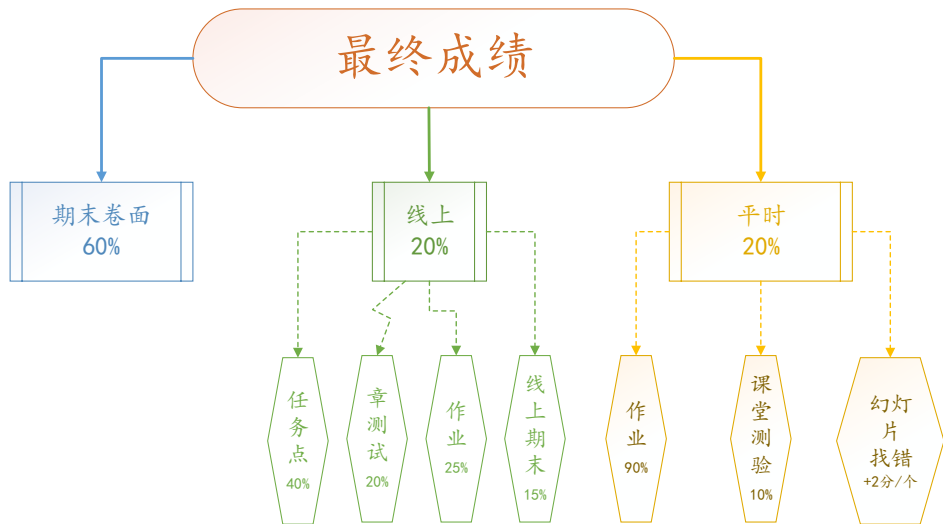 最终成绩
期末卷面
60%
线上
20%
平时
20%
任
务
点
40%
章
测
试
20%
作
业
25%
线
上
期
末
15%
作
业
90%
课
堂
测
验
10%
幻灯
片
找错
+2分/个